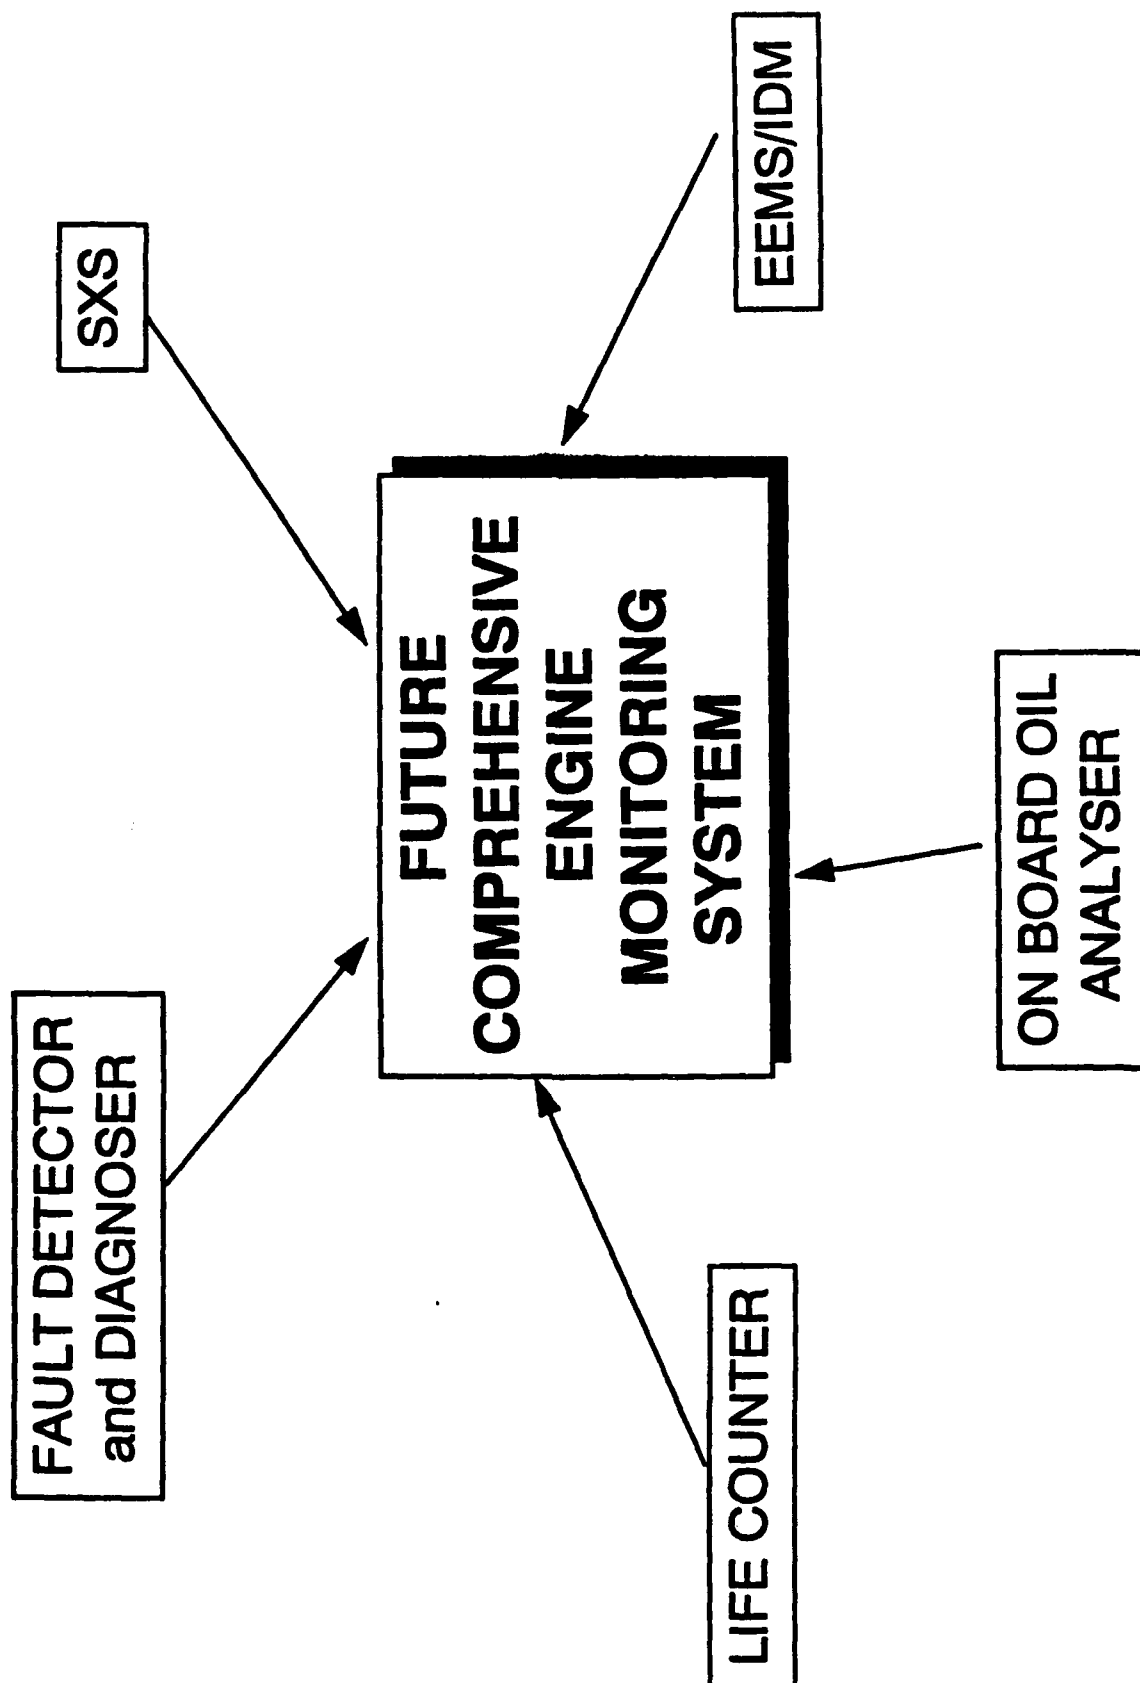 FAULT DETECTOR
and DIAGNOSER
SXS
FUTURE
COMPREHENSIVE
ENGINE
MONITORING
SYSTEM
LIFE COUNTER
EEMS/IDM
ON BOARD OIL
ANALYSER